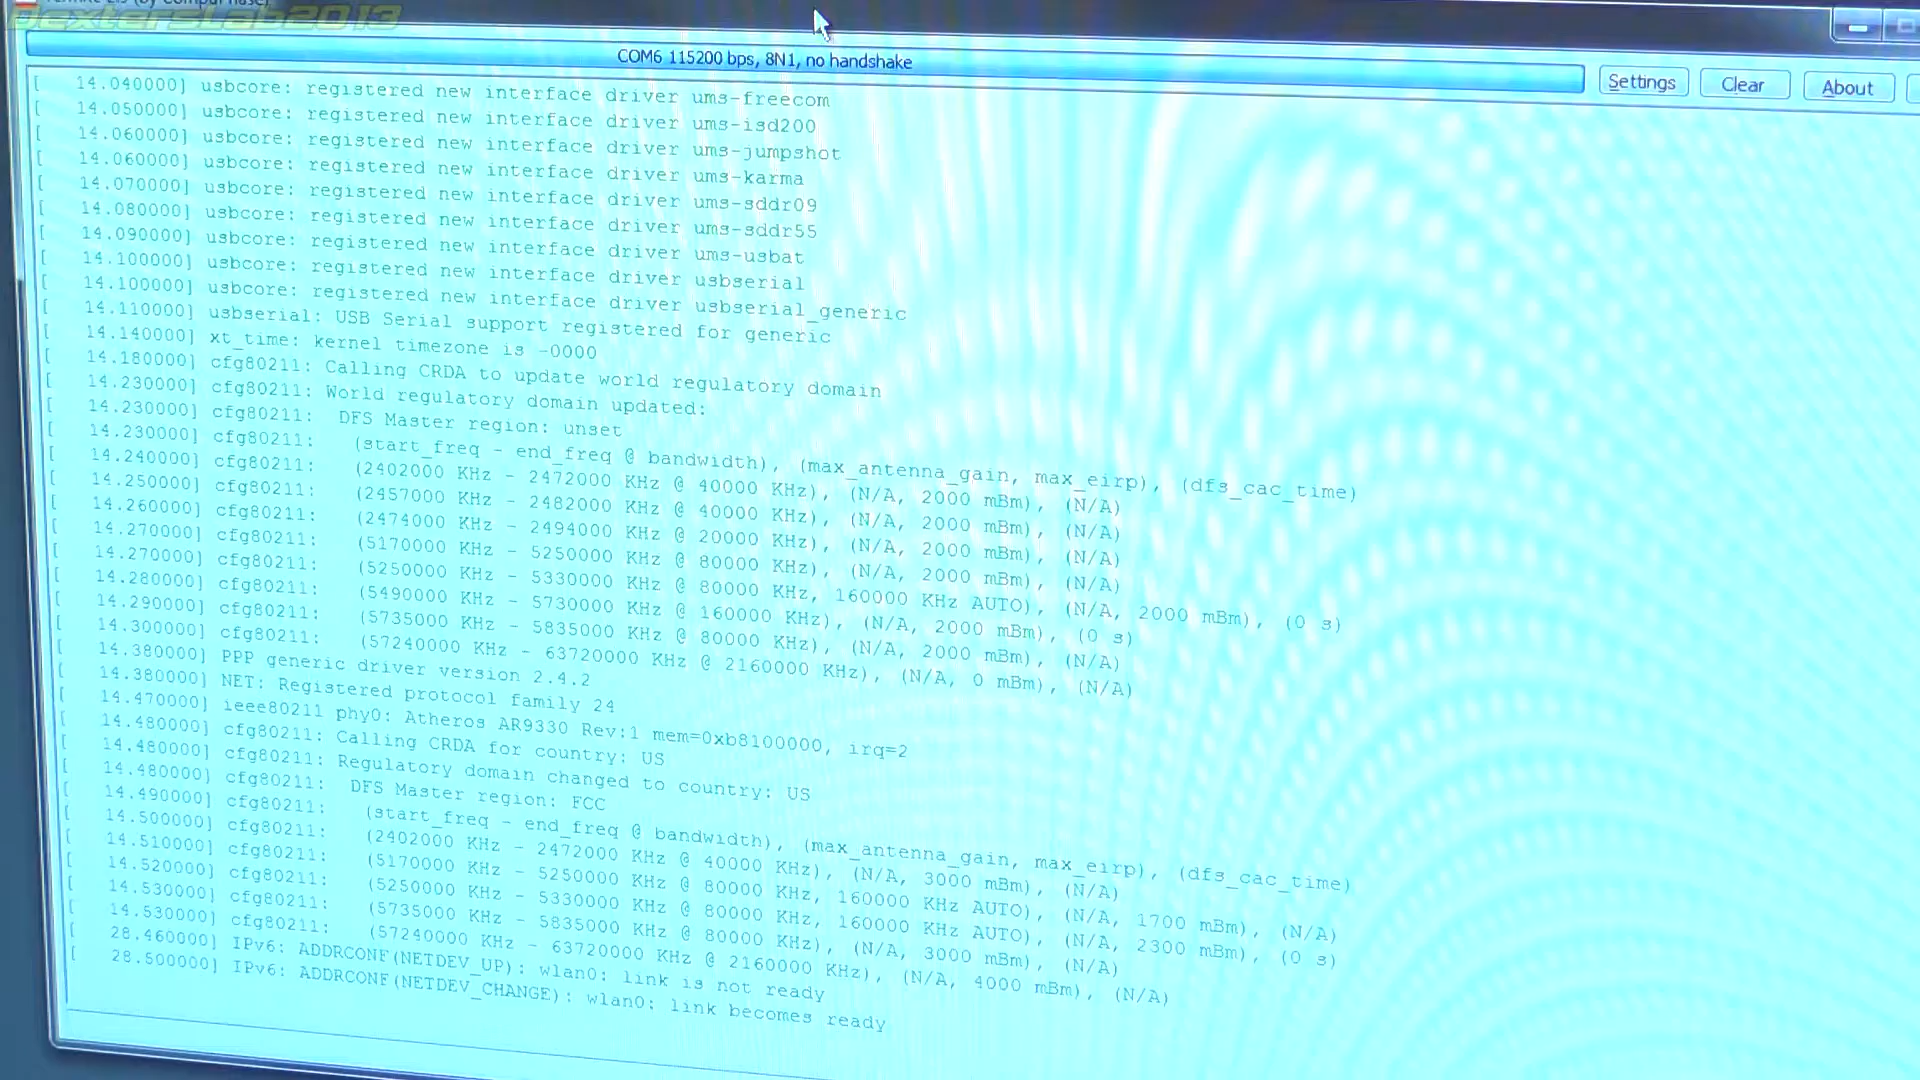 DextersLab2013
COM6 115200 bps, 8N1, no handshake
Settings
Clear
About
[ 14.040000] usbcore: registered new interface driver ums-freecom
[ 14.050000] usbcore: registered new interface driver ums-isd200
[ 14.060000] usbcore: registered new interface driver ums-jumpshot
[ 14.060000] usbcore: registered new interface driver ums-karma
[ 14.070000] usbcore: registered new interface driver ums-sddr09
[ 14.080000] usbcore: registered new interface driver ums-sddr55
[ 14.090000] usbcore: registered new interface driver ums-usbat
[ 14.100000] usbcore: registered new interface driver usbserial
[ 14.100000] usbcore: registered new interface driver usbserial_generic
[ 14.110000] usbserial: USB Serial support registered for generic
[ 14.140000] xt_time: kernel timezone is -0000
[ 14.180000] cfg80211: Calling CRDA to update world regulatory domain
[ 14.230000] cfg80211: World regulatory domain updated:
[ 14.230000] cfg80211: DFS Master region: unset
[ 14.230000] cfg80211: (start_freq - end_freq @ bandwidth), (max_antenna_gain, max_eirp), (dfs_cac_time)
[ 14.240000] cfg80211: (2402000 KHz - 2472000 KHz @ 40000 KHz), (N/A, 2000 mBm), (N/A)
[ 14.250000] cfg80211: (2457000 KHz - 2482000 KHz @ 40000 KHz), (N/A, 2000 mBm), (N/A)
[ 14.260000] cfg80211: (2474000 KHz - 2494000 KHz @ 20000 KHz), (N/A, 2000 mBm), (N/A)
[ 14.270000] cfg80211: (5170000 KHz - 5250000 KHz @ 80000 KHz), (N/A, 2000 mBm), (N/A)
[ 14.270000] cfg80211: (5250000 KHz - 5330000 KHz @ 80000 KHz, 160000 KHz AUTO), (N/A, 2000 mBm), (0 s)
[ 14.280000] cfg80211: (5490000 KHz - 5730000 KHz @ 160000 KHz), (N/A, 2000 mBm), (0 s)
[ 14.290000] cfg80211: (5735000 KHz - 5835000 KHz @ 80000 KHz), (N/A, 2000 mBm), (N/A)
[ 14.300000] cfg80211: (57240000 KHz - 63720000 KHz @ 2160000 KHz), (N/A, 0 mBm), (N/A)
[ 14.380000] PPP generic driver version 2.4.2
[ 14.380000] NET: Registered protocol family 24
[ 14.470000] ieee80211 phy0: Atheros AR9330 Rev:1 mem=0xb8100000, irq=2
[ 14.480000] cfg80211: Calling CRDA for country: US
[ 14.480000] cfg80211: Regulatory domain changed to country: US
[ 14.480000] cfg80211: DFS Master region: FCC
[ 14.490000] cfg80211: (start_freq - end_freq @ bandwidth), (max_antenna_gain, max_eirp), (dfs_cac_time)
[ 14.500000] cfg80211: (2402000 KHz - 2472000 KHz @ 40000 KHz), (N/A, 3000 mBm), (N/A)
[ 14.510000] cfg80211: (5170000 KHz - 5250000 KHz @ 80000 KHz, 160000 KHz AUTO), (N/A, 1700 mBm), (N/A)
[ 14.520000] cfg80211: (5250000 KHz - 5330000 KHz @ 80000 KHz, 160000 KHz AUTO), (N/A, 2300 mBm), (0 s)
[ 14.530000] cfg80211: (5735000 KHz - 5835000 KHz @ 80000 KHz), (N/A, 3000 mBm), (N/A)
[ 14.530000] cfg80211: (57240000 KHz - 63720000 KHz @ 2160000 KHz), (N/A, 4000 mBm), (N/A)
[ 28.460000] IPv6: ADDRCONF(NETDEV_UP): wlan0: link is not ready
[ 28.500000] IPv6: ADDRCONF(NETDEV_CHANGE): wlan0: link becomes ready